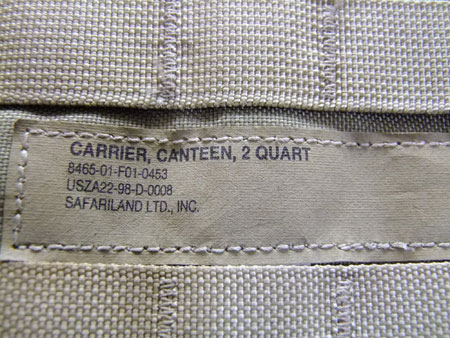 CARRIER, CANTEEN, 2 QUART
8465-01-F01-0453
USZA22-98-D-0008
SAFARILAND LTD., INC.